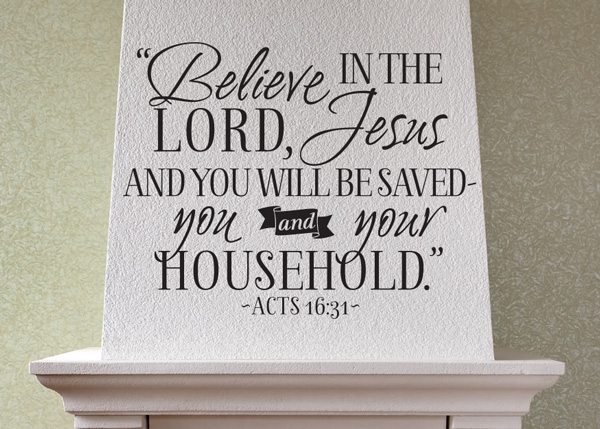 “Believe IN THE
LORD, Jesus
AND YOU WILL BE SAVED-
you and your
HOUSEHOLD.”
~ACTS 16:31~